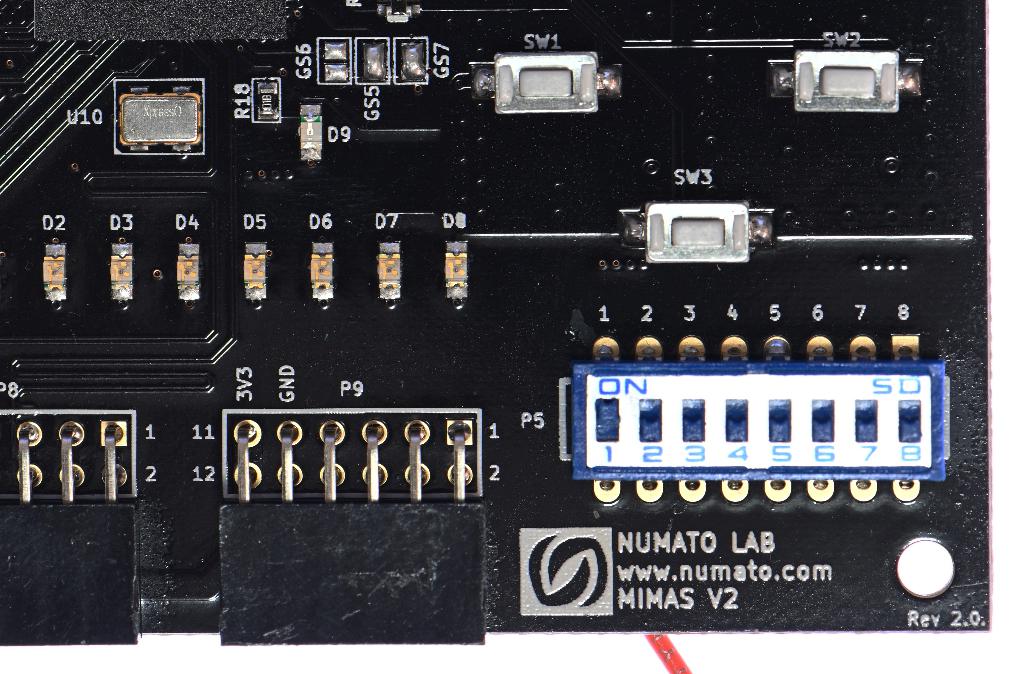 SW1
SW2
GS6
GS5
GS7
R18
U10
D9
SW3
D2 D3 D4 D5 D6 D7 D8
1 2 3 4 5 6 7 8
P8
3V3
GND
P9
P5
ON SD
1 2 3 4 5 6 7 8
1
11
1
2
12
2
NUMATO LAB
www.numato.com
MIMAS V2
Rev 2.0.